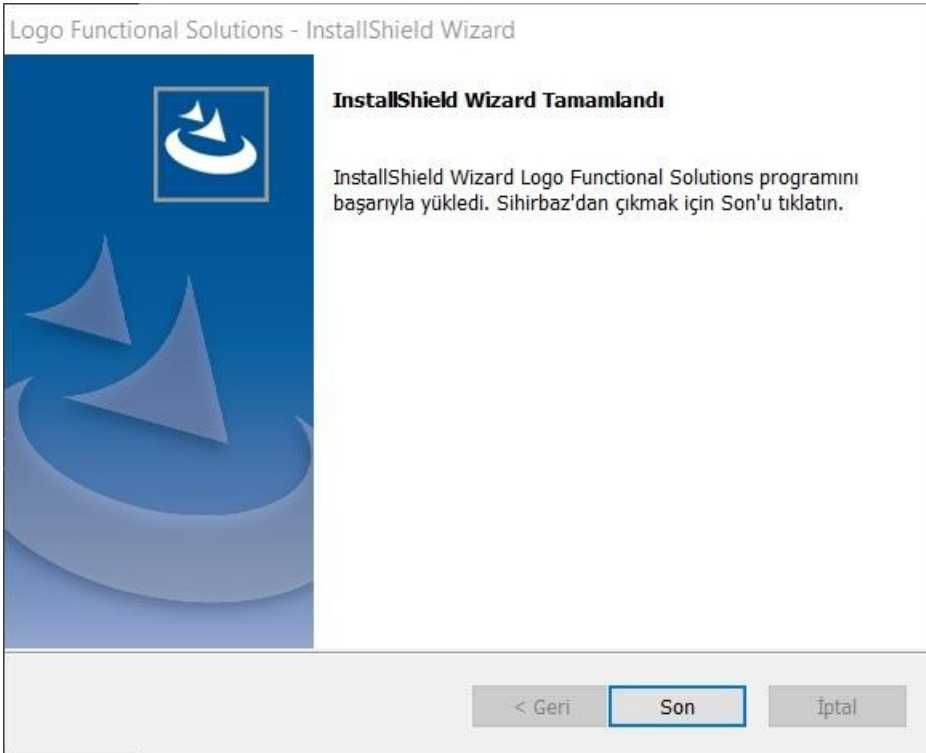 Logo Functional Solutions - InstallShield Wizard
InstallShield Wizard Tamamlandı
InstallShield Wizard Logo Functional Solutions programını
başarıyla yükledi. Sihirbaz'dan çıkmak için Son'u tıklatın.
< Geri
Son
İptal